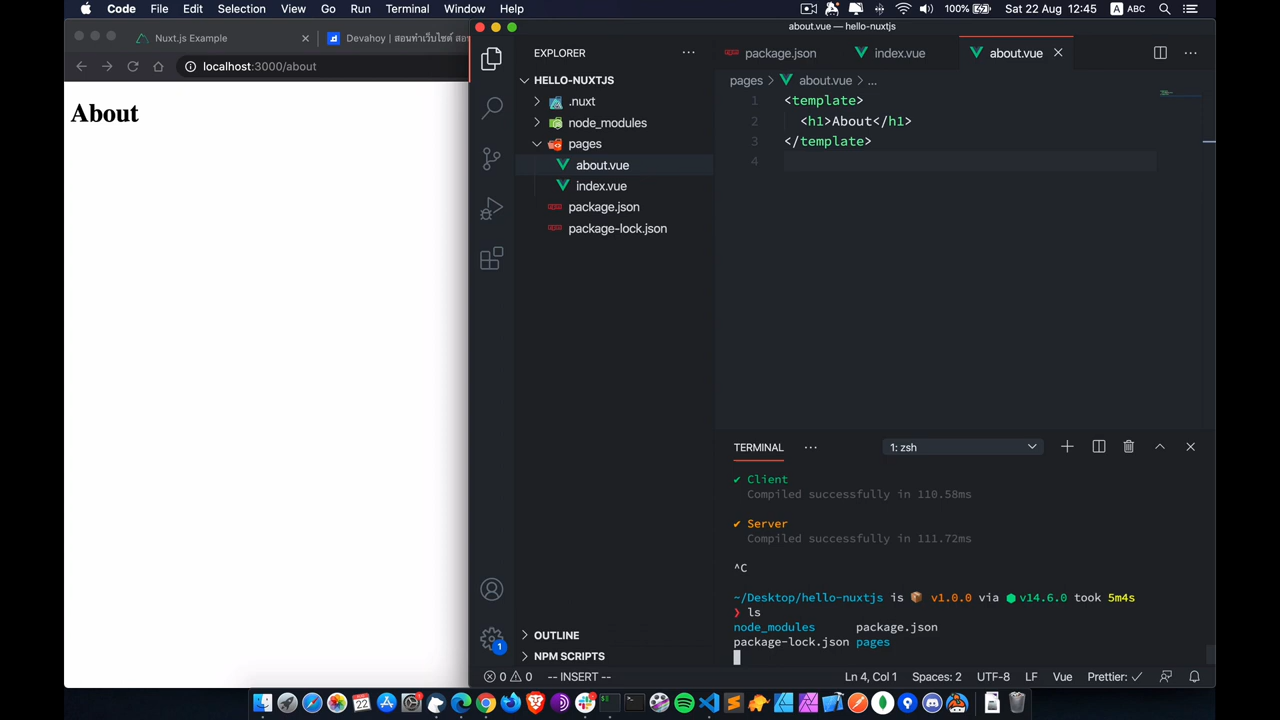 Code File Edit Selection View Go Run Terminal Window Help 100% Sat 22 Aug 12:45 A ABC
about.vue — hello-nuxtjs
Nuxt.js Example
Devahoy | สอนทำเว็บไซต์ สอ
localhost:3000/about
About
EXPLORER
HELLO-NUXTJS
.nuxt
node_modules
pages
about.vue
index.vue
package.json
package-lock.json
OUTLINE
NPM SCRIPTS
1
package.json index.vue about.vue
pages > about.vue > ...
1 <template>
2 <h1>About</h1>
3 </template>
4
TERMINAL
1: zsh
✔ Client
Compiled successfully in 110.58ms
✔ Server
Compiled successfully in 111.72ms
^C
~/Desktop/hello-nuxtjs is 📦 v1.0.0 via ⬢ v14.6.0 took 5m4s
❯ ls
node_modules package.json
package-lock.json pages
0 0 -- INSERT -- Ln 4, Col 1 Spaces: 2 UTF-8 LF Vue Prettier: ✓
22